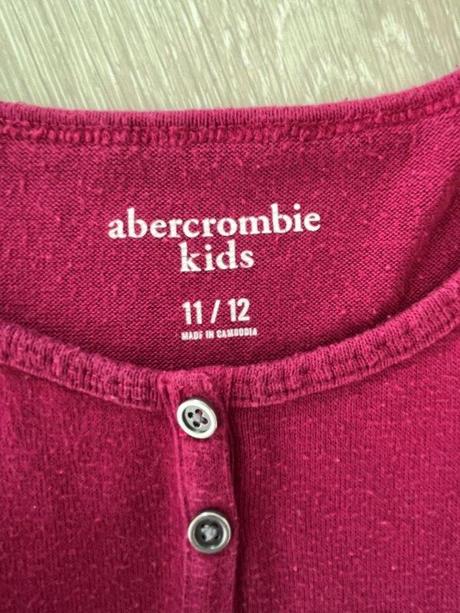 abercrombie
kids
11 / 12
MADE IN CAMBODIA